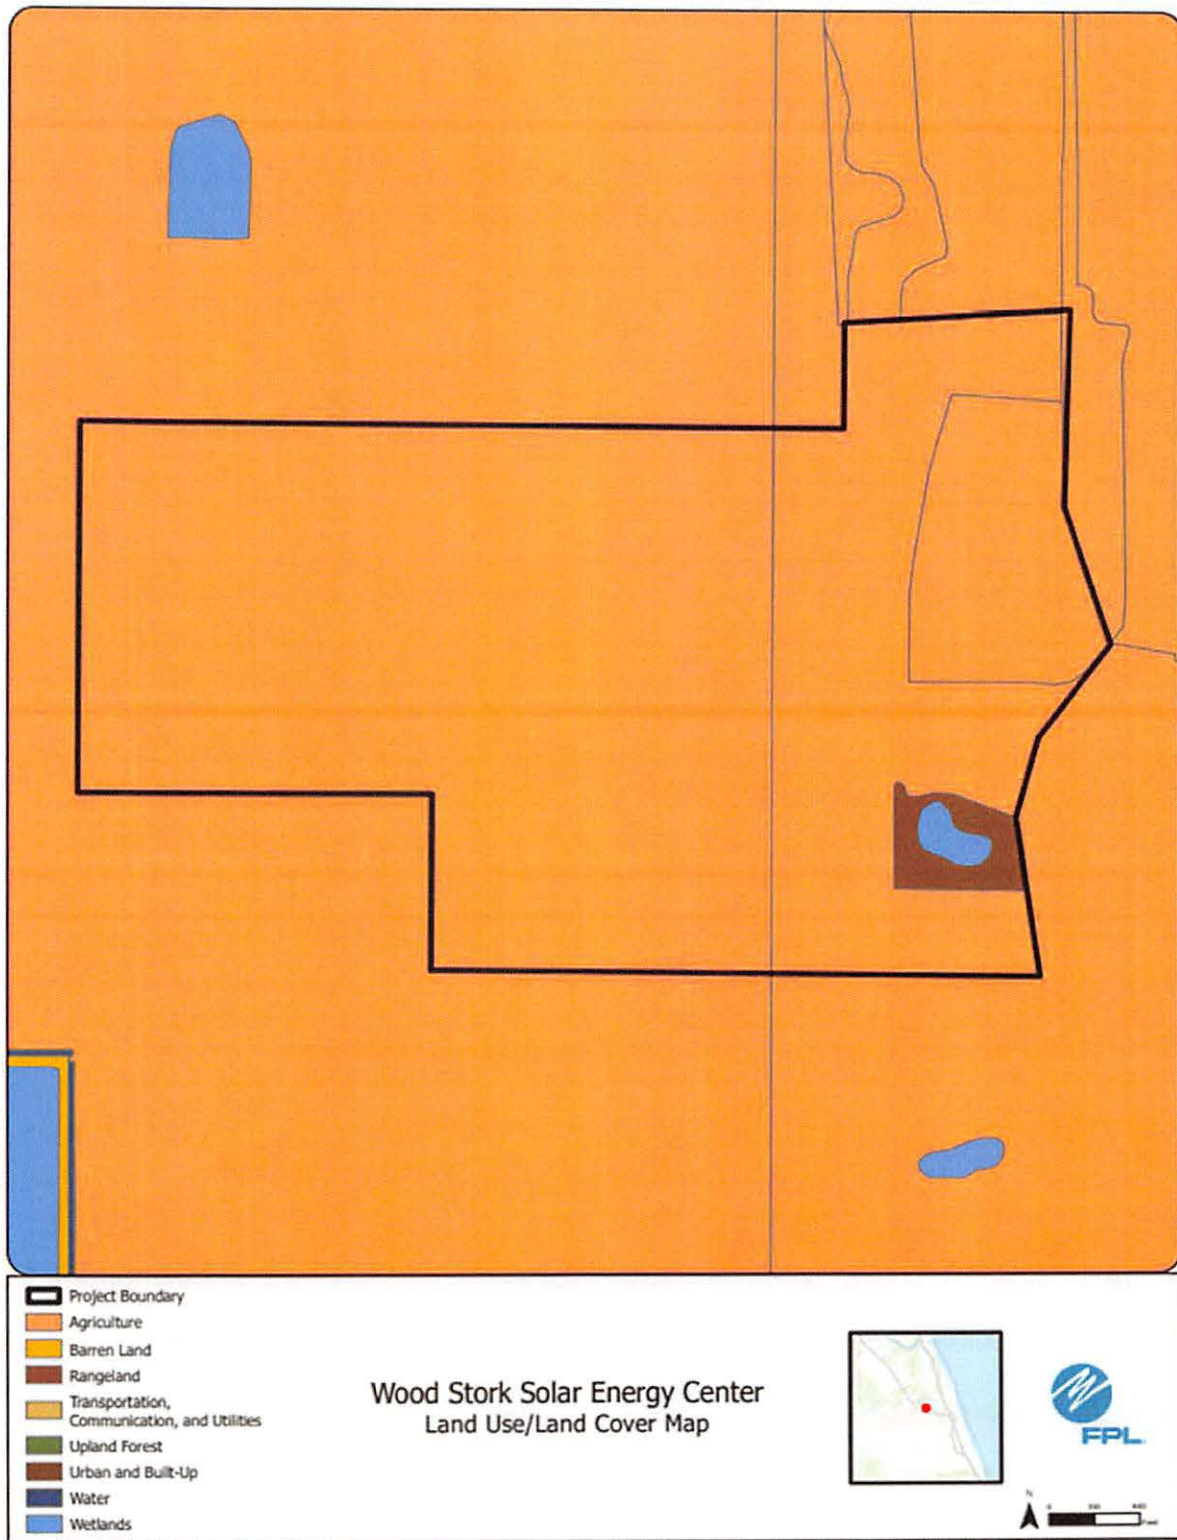 Project Boundary
Agriculture
Barren Land
Rangeland
Transportation,
Communication, and Utilities
Upland Forest
Urban and Built-Up
Water
Wetlands
Wood Stork Solar Energy Center
Land Use/Land Cover Map
FPL
N
0